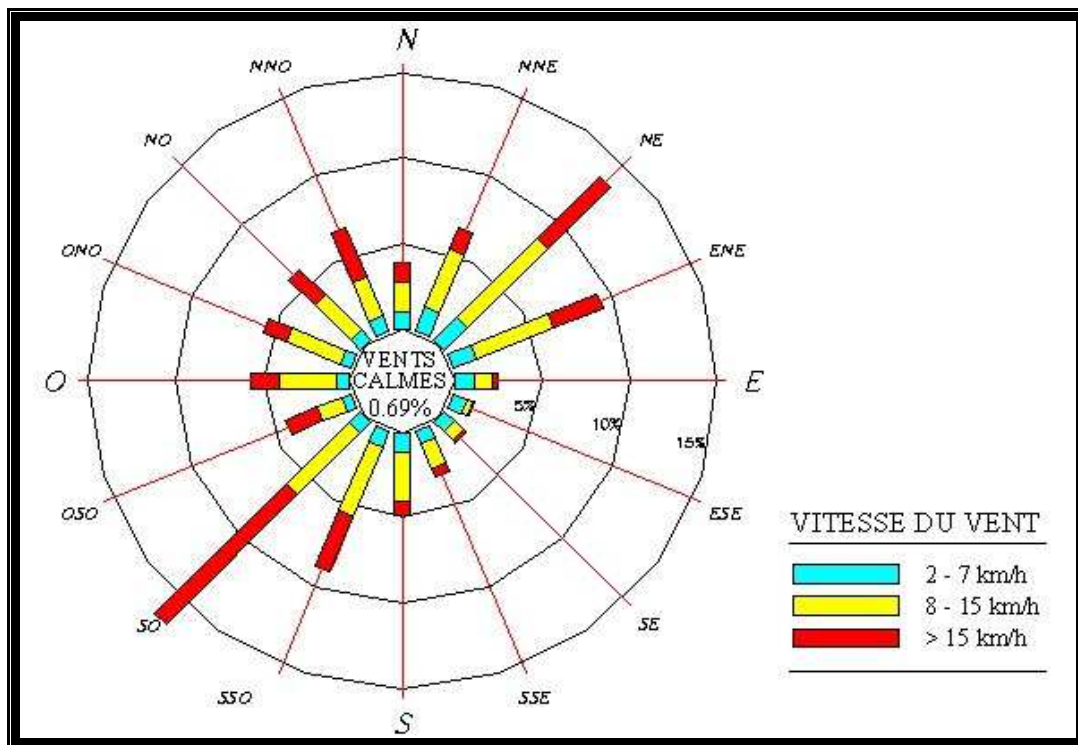 N
NNO
NNE
NO
NE
ONO
ENE
VENTS
CALMES
0.69%
O
E
5%
10%
15%
OSO
ESE
SO
SE
SSO
SSE
S
VITESSE DU VENT
2 - 7 km/h
8 - 15 km/h
> 15 km/h